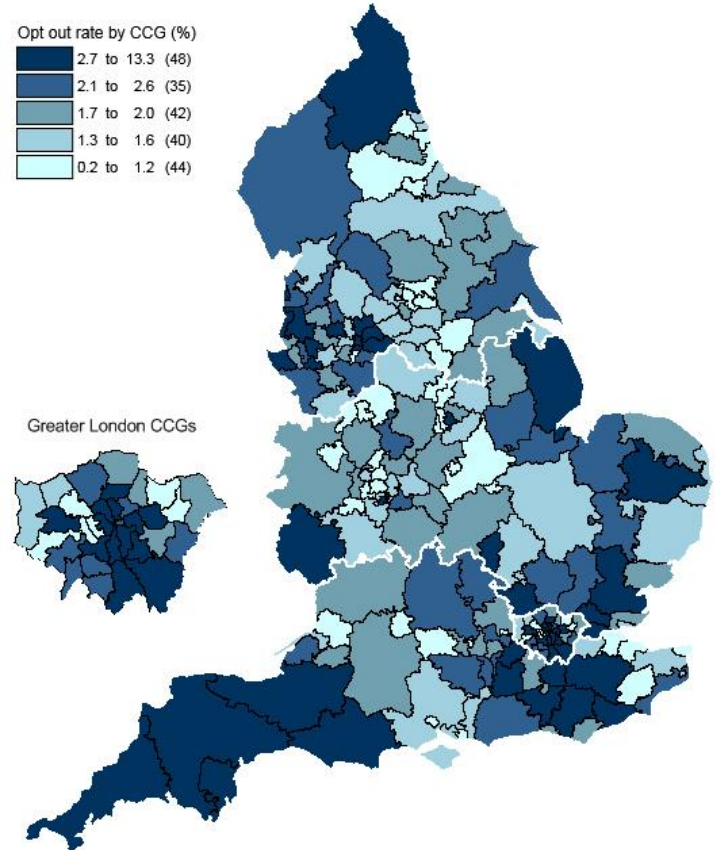 Opt out rate by CCG (%)
2.7 to 13.3 (48)
2.1 to 2.6 (35)
1.7 to 2.0 (42)
1.3 to 1.6 (40)
0.2 to 1.2 (44)
Greater London CCGs